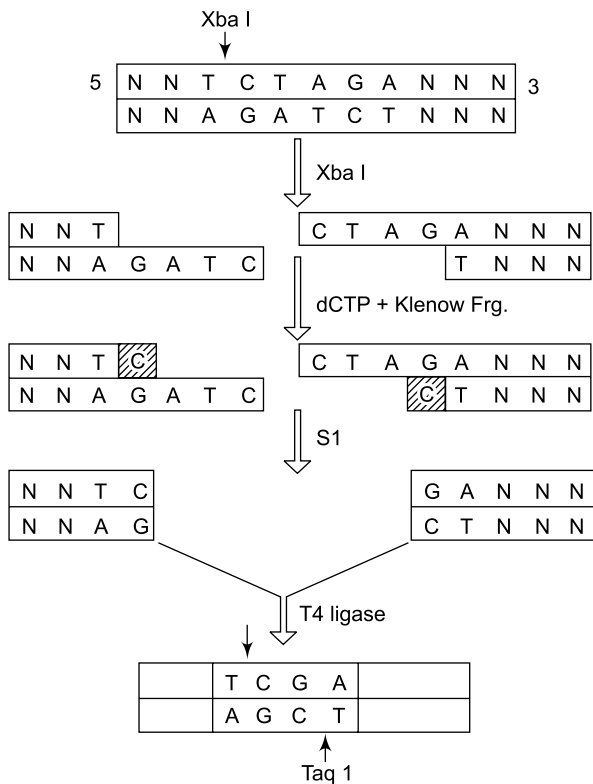 Xba I
5 N N T C T A G A N N N 3
N N A G A T C T N N N
Xba I
N N T C T A G A N N N
N N A G A T C T N N N
dCTP + Klenow Frg.
N N T C C T A G A N N N
N N A G A T C C T N N N
S1
N N T C G A N N N
N N A G C T N N N
T4 ligase
T C G A
A G C T
Taq 1